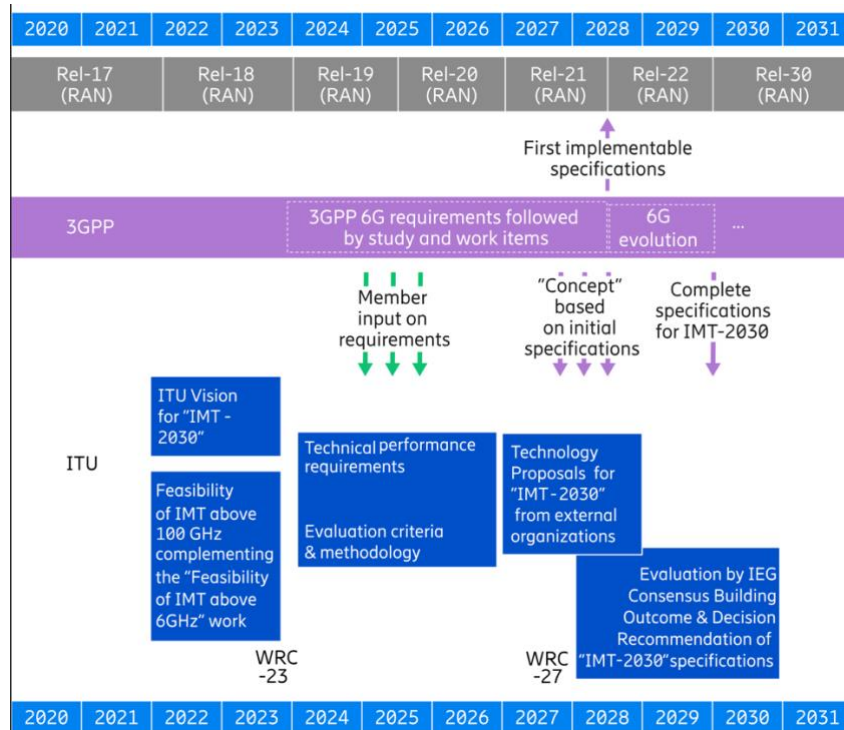 2020 2021 2022 2023 2024 2025 2026 2027 2028 2029 2030 2031
Rel-17 Rel-18 Rel-19 Rel-20 Rel-21 Rel-22 Rel-30
(RAN) (RAN) (RAN) (RAN) (RAN) (RAN) (RAN)
First implementable
specifications
3GPP
3GPP 6G requirements followed
by study and work items
6G
evolution
...
Member
input on
requirements
"Concept"
based
on initial
specifications
Complete
specifications
for IMT-2030
ITU
ITU Vision
for "IMT -
2030"
Feasibility
of IMT above
100 GHz
complementing
the "Feasibility
of IMT above
6GHz" work
Technical performance
requirements
Evaluation criteria
& methodology
Technology
Proposals for
"IMT-2030"
from external
organizations
Evaluation by IEG
Consensus Building
Outcome & Decision
Recommendation of
"IMT-2030"specifications
WRC
-23
WRC
-27
2020 2021 2022 2023 2024 2025 2026 2027 2028 2029 2030 2031